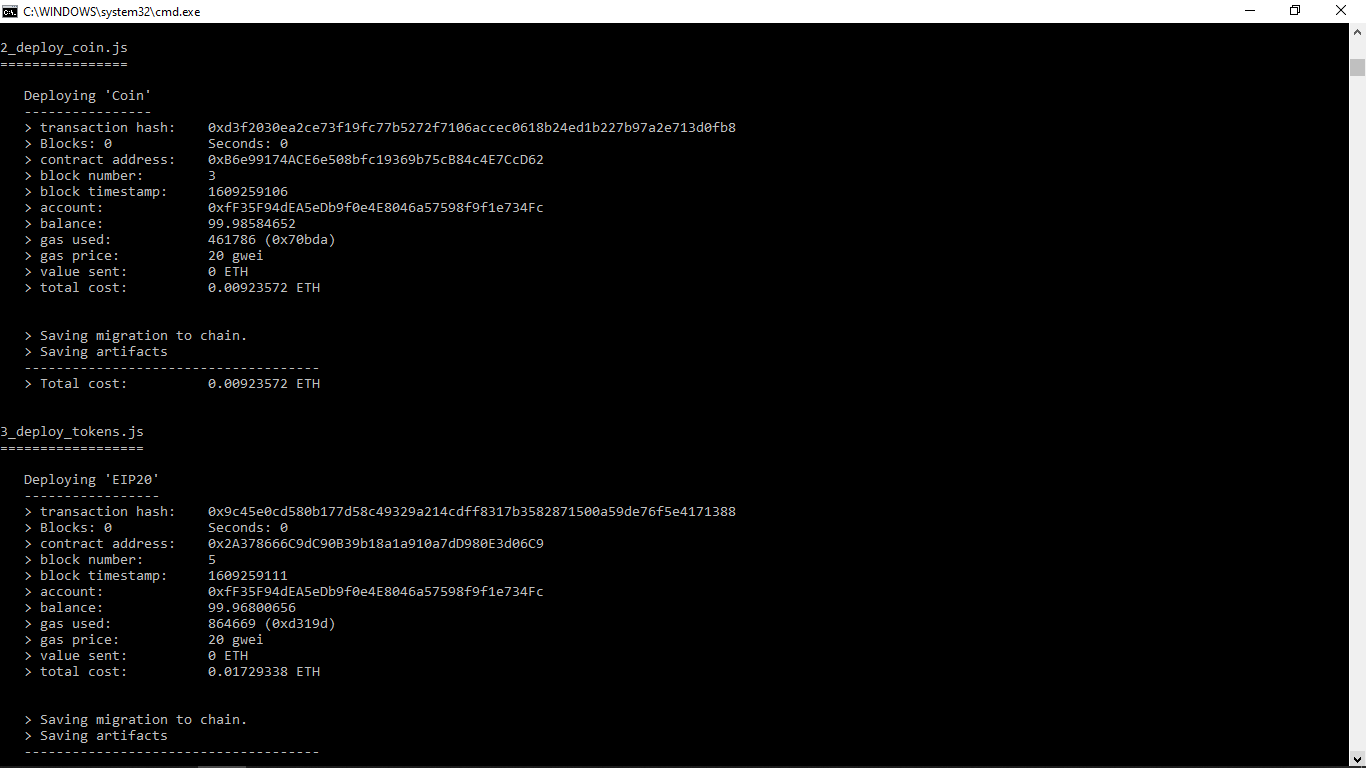 C:\WINDOWS\system32\cmd.exe
2_deploy_coin.js
================
Deploying 'Coin'
----------------
> transaction hash:    0xd3f2030ea2ce73f19fc77b5272f7106accec0618b24ed1b227b97a2e713d0fb8
> Blocks: 0            Seconds: 0
> contract address:    0xB6e99174ACE6e508bfc19369b75cB84c4E7CcD62
> block number:        3
> block timestamp:     1609259106
> account:             0xfF35F94dEA5eDb9f0e4E8046a57598f9f1e734Fc
> balance:             99.98584652
> gas used:            461786 (0x70bda)
> gas price:           20 gwei
> value sent:          0 ETH
> total cost:          0.00923572 ETH
> Saving migration to chain.
> Saving artifacts
-------------------------------------
> Total cost:          0.00923572 ETH
3_deploy_tokens.js
==================
Deploying 'EIP20'
-----------------
> transaction hash:    0x9c45e0cd580b177d58c49329a214cdff8317b3582871500a59de76f5e4171388
> Blocks: 0            Seconds: 0
> contract address:    0x2A378666C9dC90B39b18a1a910a7dD980E3d06C9
> block number:        5
> block timestamp:     1609259111
> account:             0xfF35F94dEA5eDb9f0e4E8046a57598f9f1e734Fc
> balance:             99.96800656
> gas used:            864669 (0xd319d)
> gas price:           20 gwei
> value sent:          0 ETH
> total cost:          0.01729338 ETH
> Saving migration to chain.
> Saving artifacts
-------------------------------------